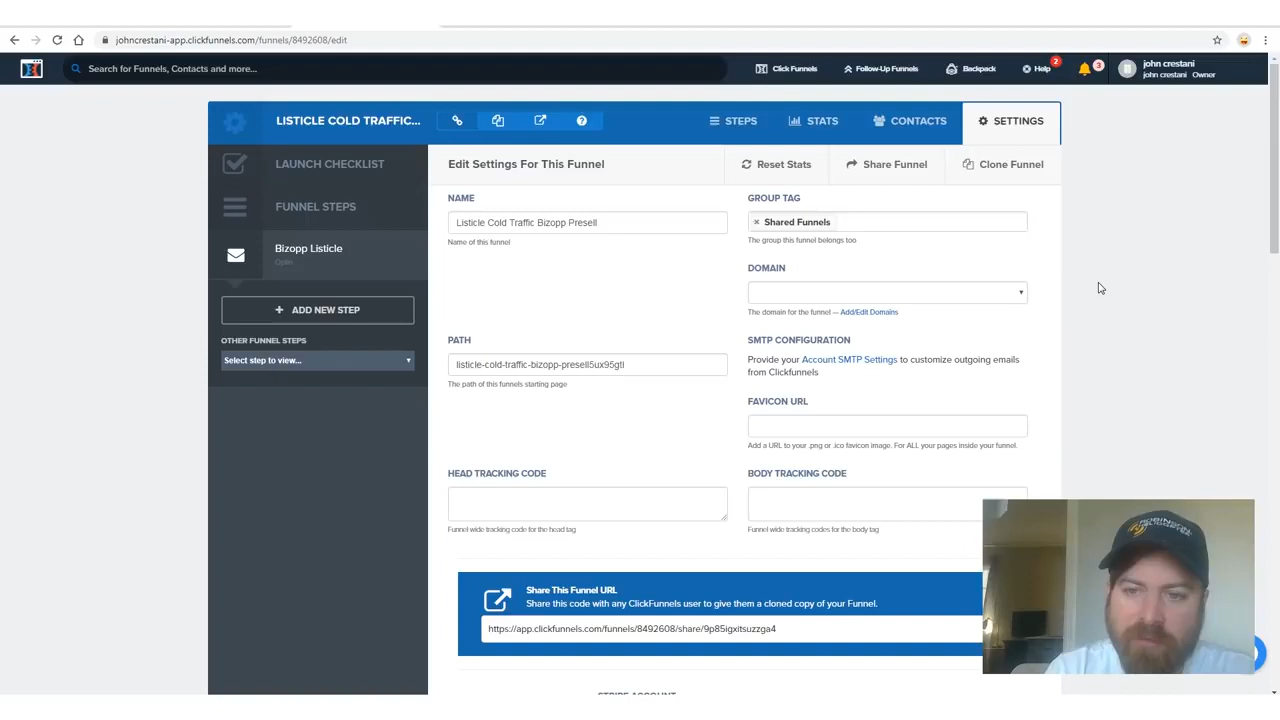 johncrestani-app.clickfunnels.com/funnels/8492608/edit
Search for Funnels, Contacts and more...
Click Funnels
Follow-Up Funnels
Backpack
Help
2
3
john crestani
john crestani Owner
LISTICLE COLD TRAFFIC...
STEPS
STATS
CONTACTS
SETTINGS
LAUNCH CHECKLIST
FUNNEL STEPS
Bizopp Listicle
Optin
ADD NEW STEP
OTHER FUNNEL STEPS
Select step to view...
Edit Settings For This Funnel
Reset Stats
Share Funnel
Clone Funnel
NAME
Listicle Cold Traffic Bizopp Presell
Name of this funnel
GROUP TAG
× Shared Funnels
The group this funnel belongs too
DOMAIN
The domain for the funnel — Add/Edit Domains
PATH
listicle-cold-traffic-bizopp-presell5ux95gtl
The path of this funnels starting page
SMTP CONFIGURATION
Provide your Account SMTP Settings to customize outgoing emails
from Clickfunnels
FAVICON URL
Add a URL to your .png or .ico favicon image. For ALL your pages inside your funnel.
HEAD TRACKING CODE
Funnel wide tracking code for the head tag
BODY TRACKING CODE
Funnel wide tracking codes for the body tag
Share This Funnel URL
Share this code with any ClickFunnels user to give them a cloned copy of your Funnel.
https://app.clickfunnels.com/funnels/8492608/share/9p85igxitsuzzga4
STRIPE ACCOUNT
ROBINSON